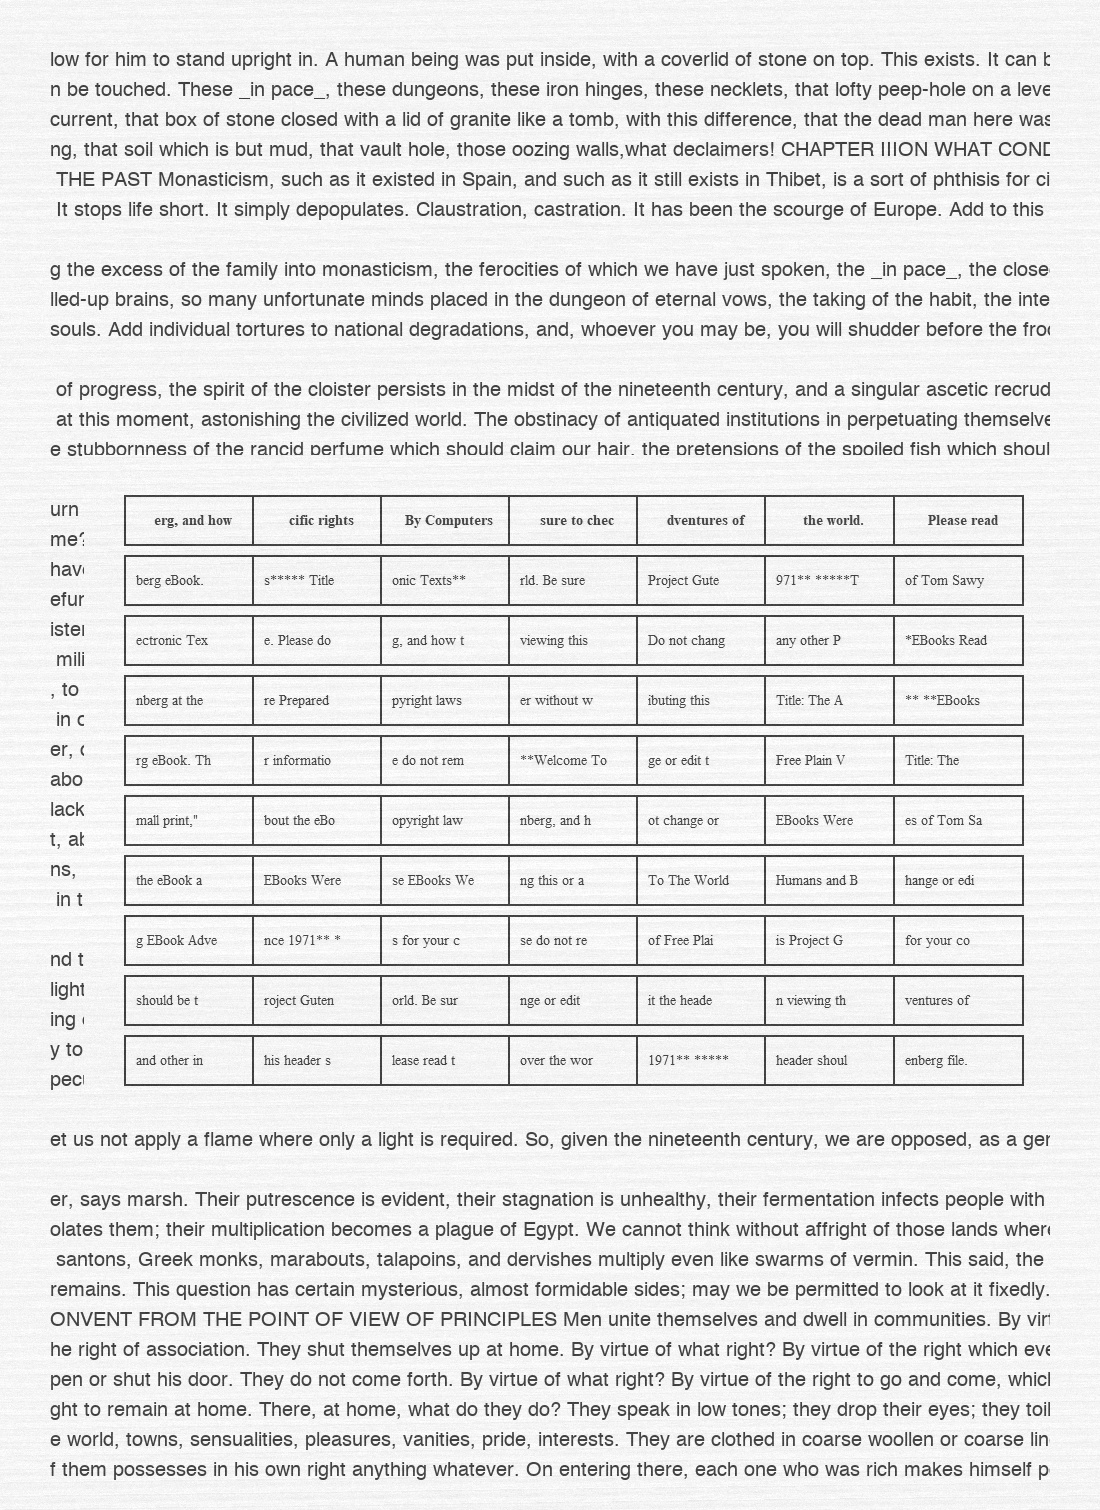 low for him to stand upright in. A human being was put inside, with a coverlid of stone on top. This exists. It can
n be touched. These _in pace_, these dungeons, these iron hinges, these necklets, that lofty peep-hole on a
current, that box of stone closed with a lid of granite like a tomb, with this difference, that the dead man here was
ng, that soil which is but mud, that vault hole, those oozing walls,what declaimers! CHAPTER IIION WHAT
THE PAST Monasticism, such as it existed in Spain, and such as it still exists in Thibet, is a sort of phthisis for
It stops life short. It simply depopulates. Claustration, castration. It has been the scourge of Europe. Add to this
g the excess of the family into monasticism, the ferocities of which we have just spoken, the _in pace_, the close
lled-up brains, so many unfortunate minds placed in the dungeon of eternal vows, the taking of the habit, the inte
souls. Add individual tortures to national degradations, and, whoever you may be, you will shudder before the
of progress, the spirit of the cloister persists in the midst of the nineteenth century, and a singular ascetic recrud
at this moment, astonishing the civilized world. The obstinacy of antiquated institutions in perpetuating themselve
e stubbornness of the rancid perfume which should claim our hair, the pretensions of the spoiled fish which shoul
urn
erg, and how cific rights By Computers sure to chec dventures of the world. Please read
me?
have
berg eBook. s***** Title onic Texts** rld. Be sure Project Gute 971** *****T of Tom Sawy
efur
ister
ectronic Tex e. Please do g, and how t viewing this Do not chang any other P *EBooks Read
mili
, to
nberg at the re Prepared pyright laws er without w ibuting this Title: The A ** **EBooks
in
er,
rg eBook. Th r informatio e do not rem **Welcome To ge or edit t Free Plain V Title: The
abo
lack
mall print," bout the eBo opyright law nberg, and h ot change or EBooks Were es of Tom Sa
t,
ns,
the eBook a EBooks Were se EBooks We ng this or a To The World Humans and B hange or edi
in t
g EBook Adve nce 1971** * s for your c se do not re of Free Plai is Project G for your co
nd t
light
should be t roject Guten orld. Be sur nge or edit it the heade n viewing th ventures of
ing
y to
and other in his header s lease read t over the wor 1971** ***** header shoul enberg file.
pecu
et us not apply a flame where only a light is required. So, given the nineteenth century, we are opposed, as a
er, says marsh. Their putrescence is evident, their stagnation is unhealthy, their fermentation infects people with
olates them; their multiplication becomes a plague of Egypt. We cannot think without affright of those lands where
santons, Greek monks, marabouts, talapoins, and dervishes multiply even like swarms of vermin. This said, the
remains. This question has certain mysterious, almost formidable sides; may we be permitted to look at it fixedly.
ONVENT FROM THE POINT OF VIEW OF PRINCIPLES Men unite themselves and dwell in communities. By
he right of association. They shut themselves up at home. By virtue of what right? By virtue of the right which eve
pen or shut his door. They do not come forth. By virtue of what right? By virtue of the right to go and come, which
ght to remain at home. There, at home, what do they do? They speak in low tones; they drop their eyes; they toil
e world, towns, sensualities, pleasures, vanities, pride, interests. They are clothed in coarse woollen or coarse lin
f them possesses in his own right anything whatever. On entering there, each one who was rich makes himself p